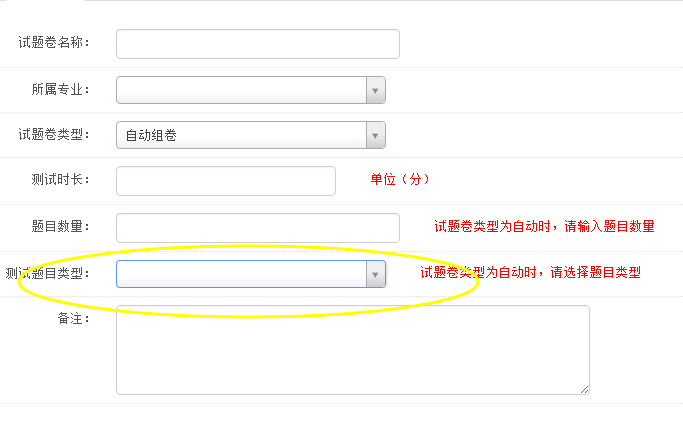 试题卷名称：
所属专业：
试题卷类型： 自动组卷
测试时长： 单位（分）
题目数量： 试题卷类型为自动时，请输入题目数量
测试题目类型： 试题卷类型为自动时，请选择题目类型
备注：